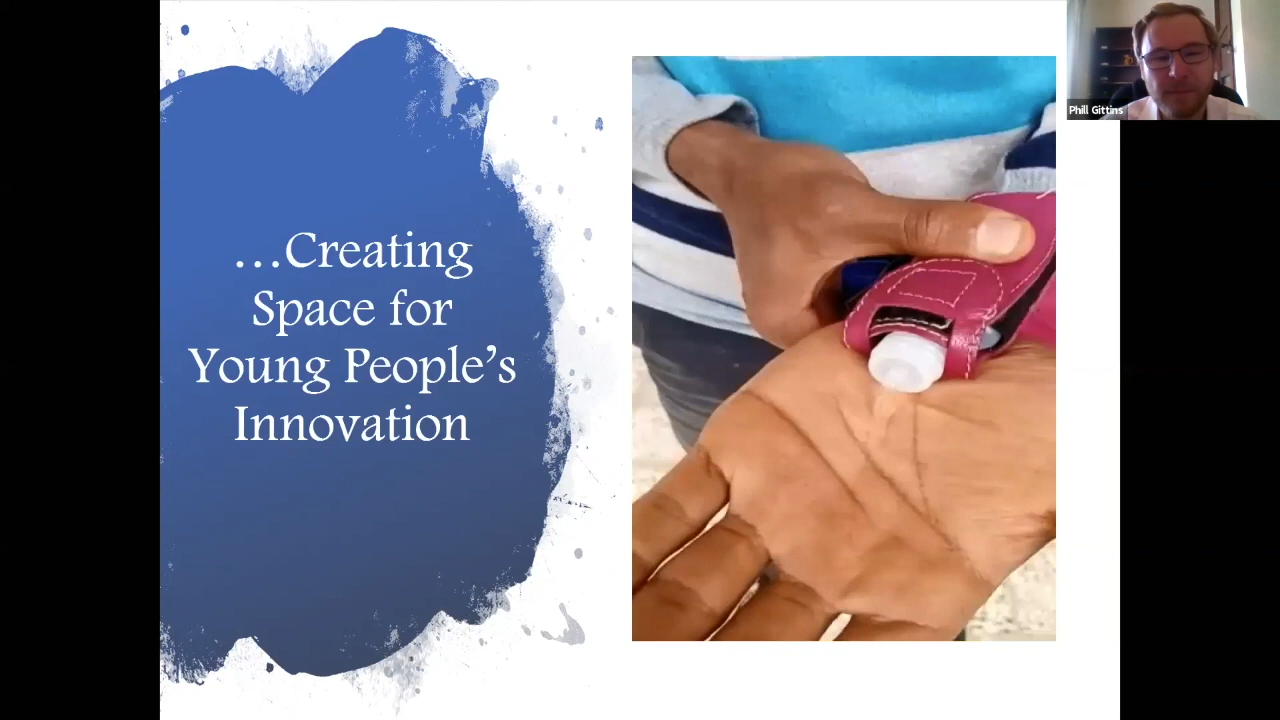 ...Creating
Space for
Young People's
Innovation
Phill Gittins